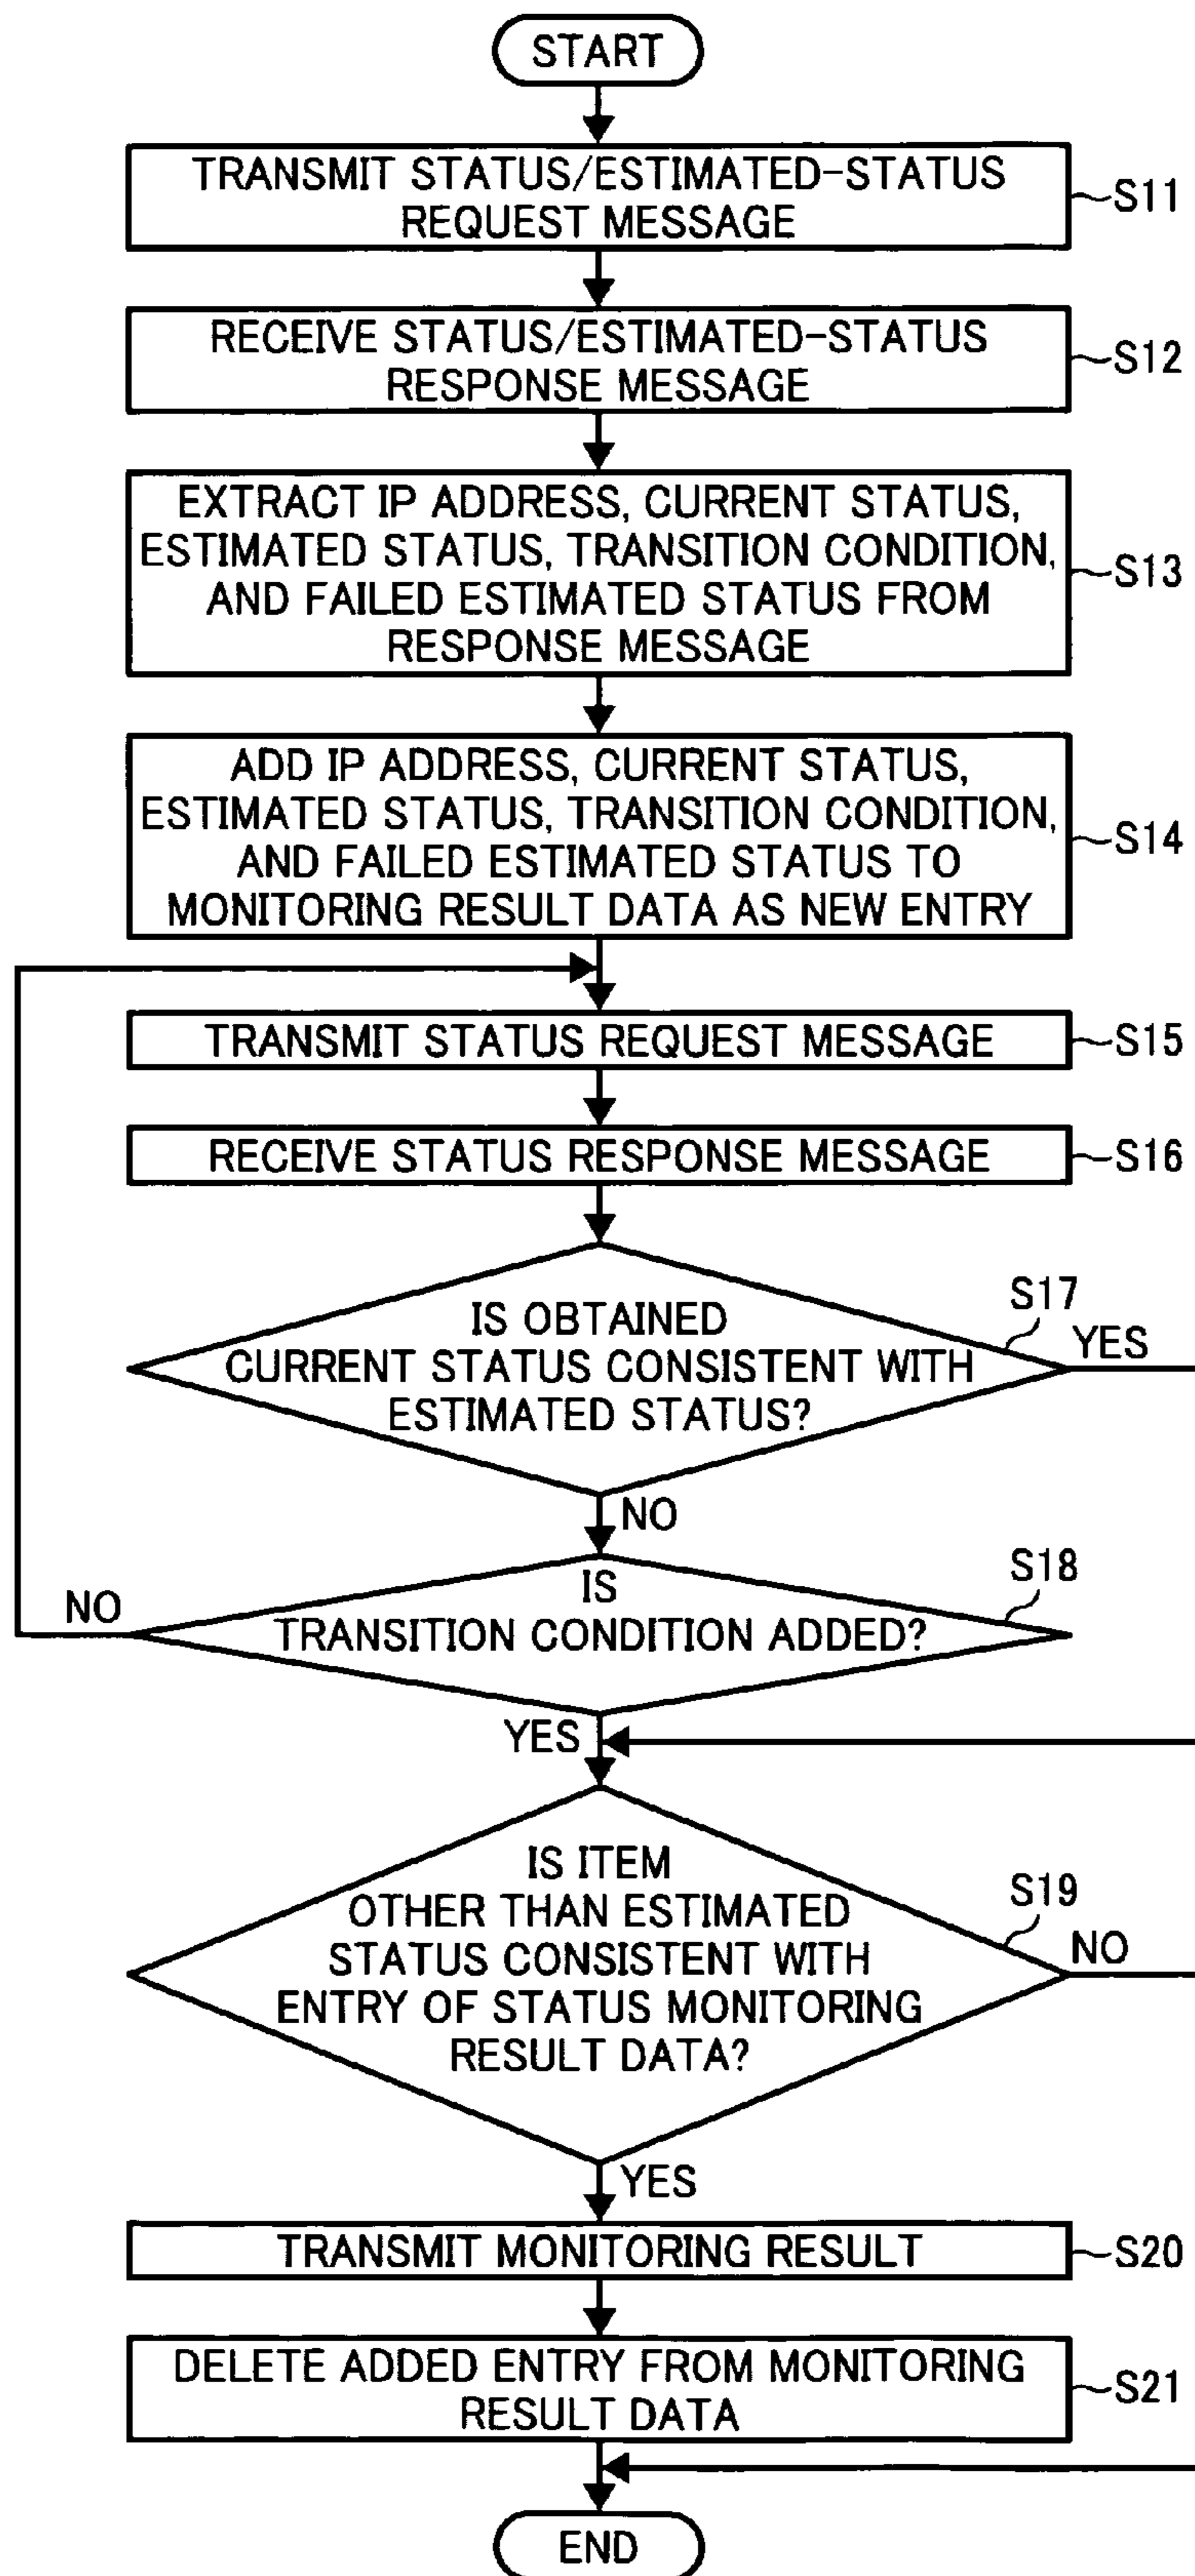 START
TRANSMIT STATUS/ESTIMATED-STATUS
REQUEST MESSAGE
S11
RECEIVE STATUS/ESTIMATED-STATUS
RESPONSE MESSAGE
S12
EXTRACT IP ADDRESS, CURRENT STATUS,
ESTIMATED STATUS, TRANSITION CONDITION,
AND FAILED ESTIMATED STATUS FROM
RESPONSE MESSAGE
S13
ADD IP ADDRESS, CURRENT STATUS,
ESTIMATED STATUS, TRANSITION CONDITION,
AND FAILED ESTIMATED STATUS TO
MONITORING RESULT DATA AS NEW ENTRY
S14
TRANSMIT STATUS REQUEST MESSAGE
S15
RECEIVE STATUS RESPONSE MESSAGE
S16
IS OBTAINED
CURRENT STATUS CONSISTENT WITH
ESTIMATED STATUS?
S17
YES
NO
IS
TRANSITION CONDITION ADDED?
S18
NO
YES
IS ITEM
OTHER THAN ESTIMATED
STATUS CONSISTENT WITH
ENTRY OF STATUS MONITORING
RESULT DATA?
S19
NO
YES
TRANSMIT MONITORING RESULT
S20
DELETE ADDED ENTRY FROM MONITORING
RESULT DATA
S21
END